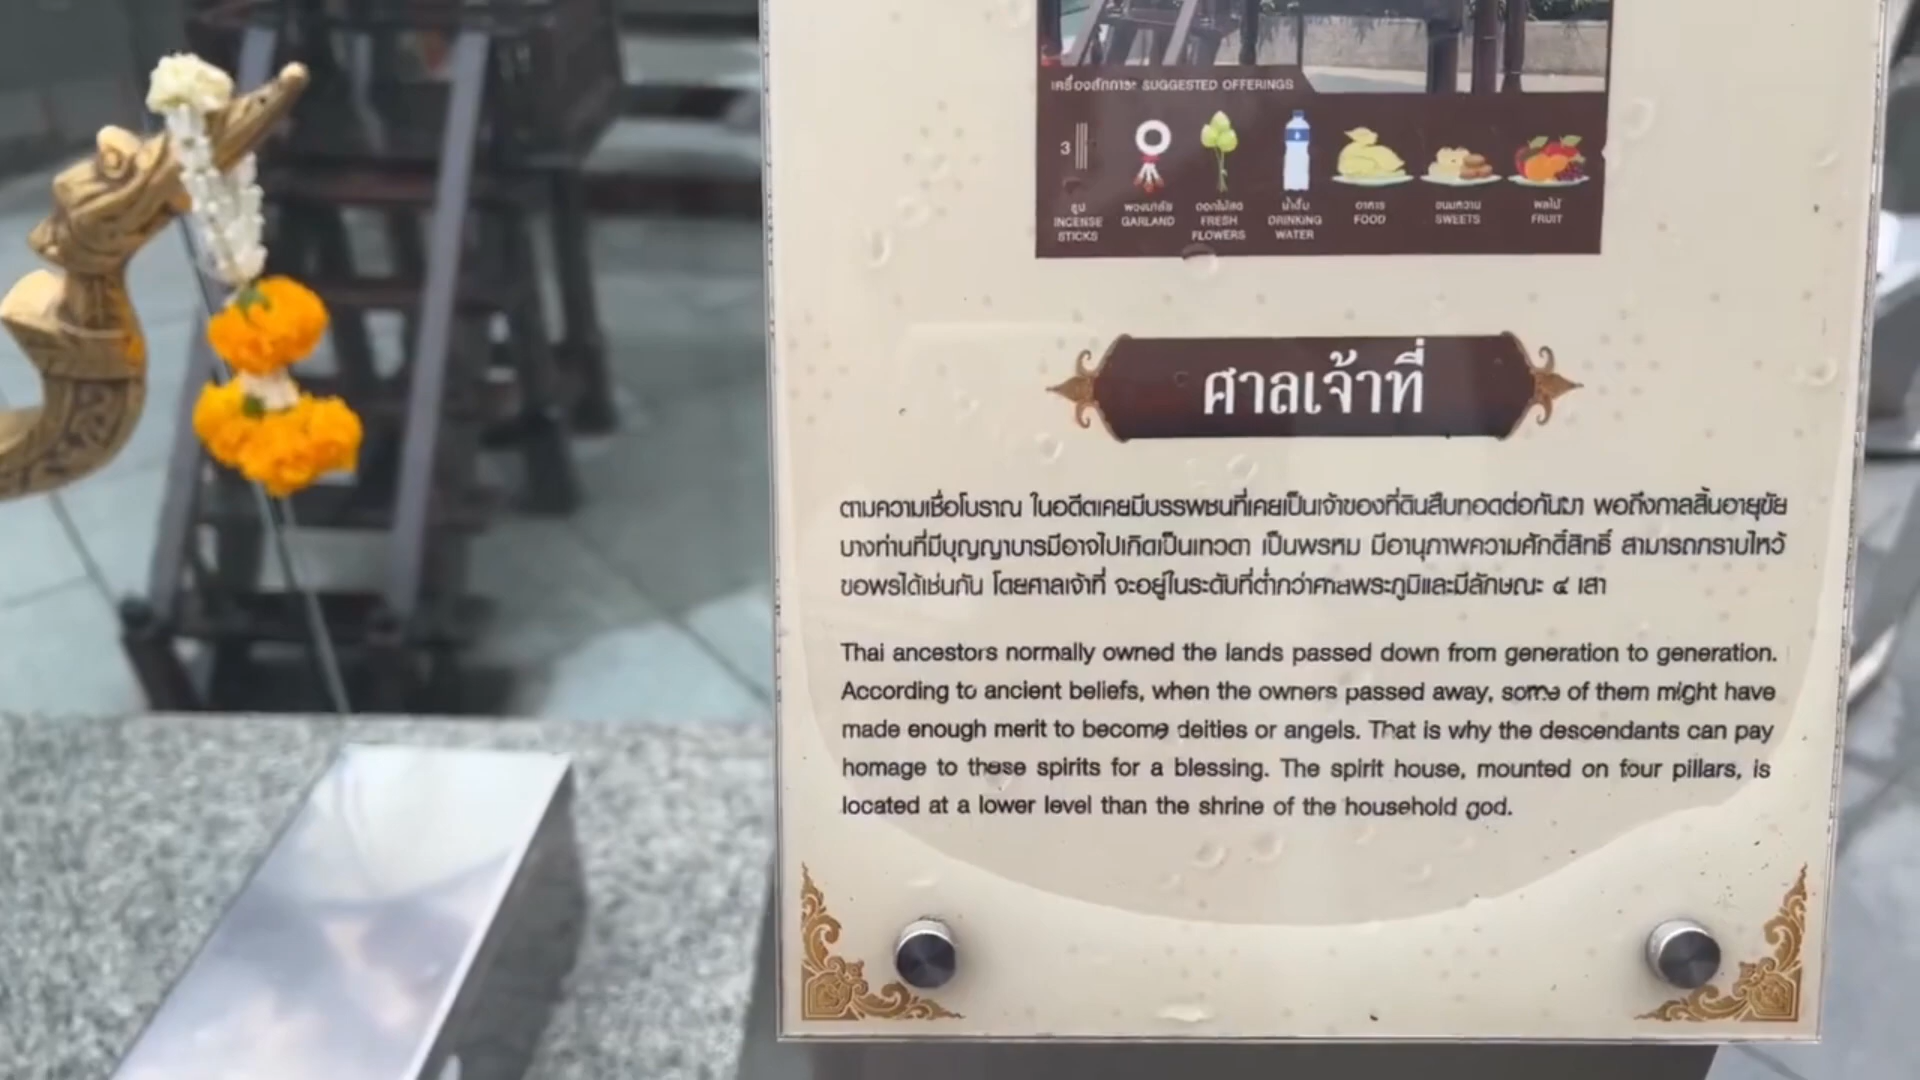 เครื่องสักการะ SUGGESTED OFFERINGS
3
ธูป
INCENSE
STICKS
พวงมาลัย
GARLAND
ดอกไม้สด
FRESH
FLOWERS
น้ำดื่ม
DRINKING
WATER
อาหาร
FOOD
ขนมหวาน
SWEETS
ผลไม้
FRUIT
ศาลเจ้าที่
ตามความเชื่อโบราณ ในอดีตเคยมีบรรพชนที่เคยเป็นเจ้าของที่ดินสืบทอดต่อกันมา พอถึงกาลสิ้นอายุขัย
บางท่านที่มีบุญญาบารมีอาจไปเกิดเป็นเทวดา เป็นพรหม มีอานุภาพความศักดิ์สิทธิ์ สามารถกราบไหว้
ขอพรได้เช่นกัน โดยศาลเจ้าที่ จะอยู่ในระดับที่ต่ำกว่าศาลพระภูมิและมีลักษณะ ๔ เสา
Thai ancestors normally owned the lands passed down from generation to generation.
According to ancient beliefs, when the owners passed away, some of them might have
made enough merit to become deities or angels. That is why the descendants can pay
homage to these spirits for a blessing. The spirit house, mounted on four pillars, is
located at a lower level than the shrine of the household god.